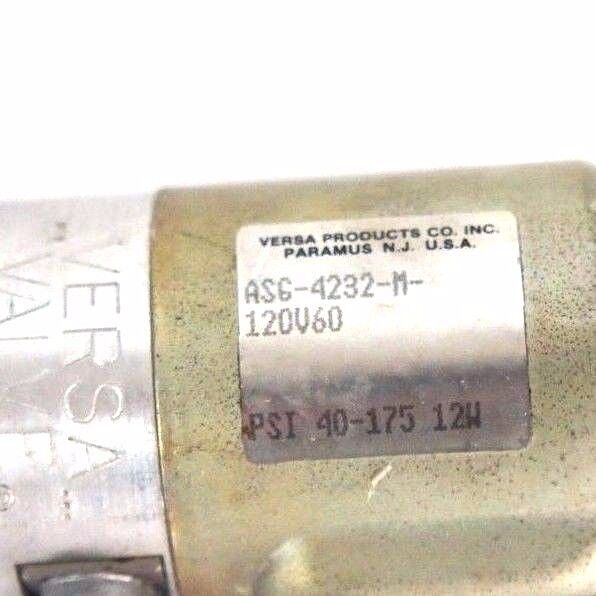 VERSA PRODUCTS CO. INC.
PARAMUS N.J. U.S.A.
ASG-4232-M-
120V60
PSI 40-175 12W
"VERSA"
VALVE®